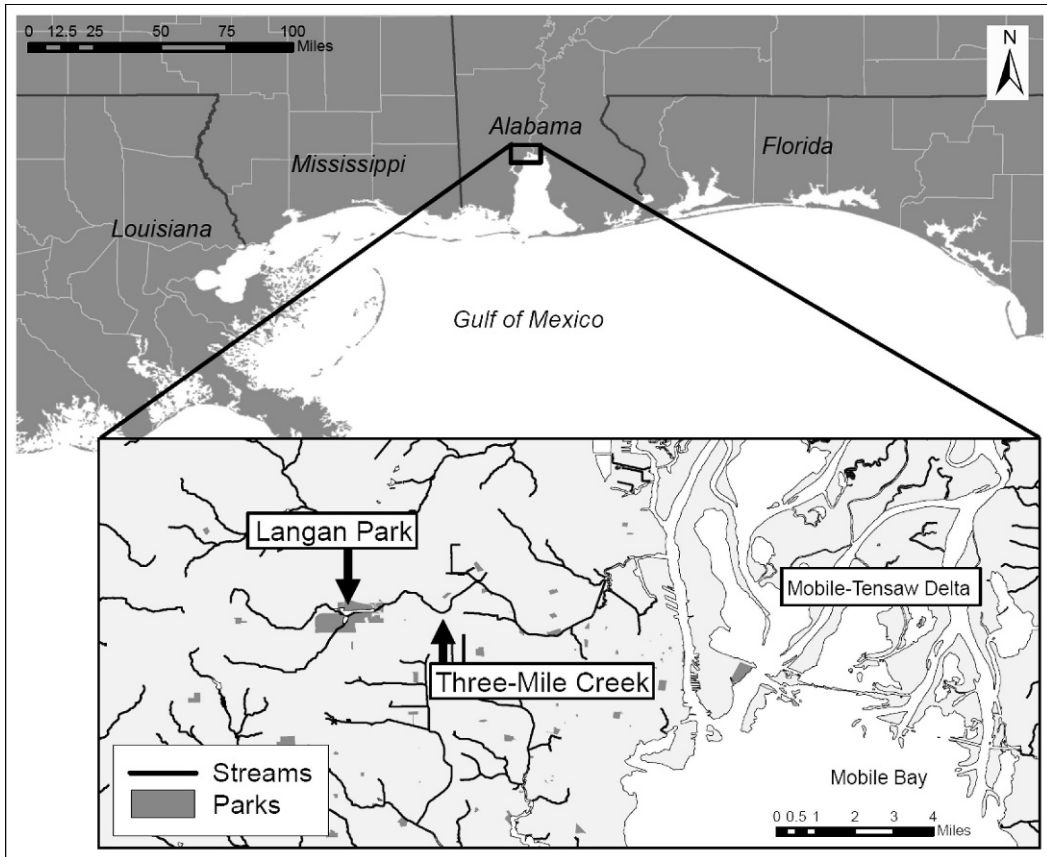 0 12.5 25 50 75 100
Miles
N
Alabama
Mississippi
Florida
Louisiana
Gulf of Mexico
Langan Park
Mobile-Tensaw Delta
Three-Mile Creek
Streams
Parks
Mobile Bay
0 0.5 1 2 3 4
Miles